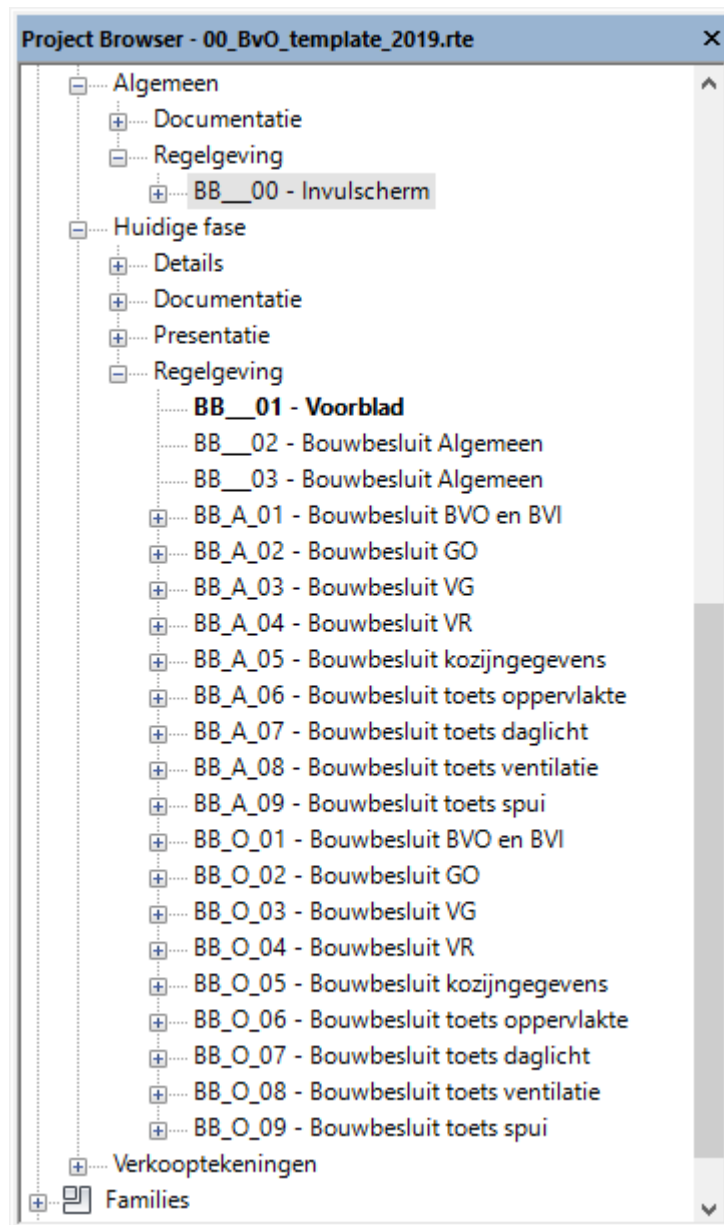 Project Browser - 00_BvO_template_2019.rte
Algemeen
Documentatie
Regelgeving
BB__00 - Invulscherm
Huidige fase
Details
Documentatie
Presentatie
Regelgeving
BB__01 - Voorblad
BB__02 - Bouwbesluit Algemeen
BB__03 - Bouwbesluit Algemeen
BB_A_01 - Bouwbesluit BVO en BVI
BB_A_02 - Bouwbesluit GO
BB_A_03 - Bouwbesluit VG
BB_A_04 - Bouwbesluit VR
BB_A_05 - Bouwbesluit kozijngegevens
BB_A_06 - Bouwbesluit toets oppervlakte
BB_A_07 - Bouwbesluit toets daglicht
BB_A_08 - Bouwbesluit toets ventilatie
BB_A_09 - Bouwbesluit toets spui
BB_O_01 - Bouwbesluit BVO en BVI
BB_O_02 - Bouwbesluit GO
BB_O_03 - Bouwbesluit VG
BB_O_04 - Bouwbesluit VR
BB_O_05 - Bouwbesluit kozijngegevens
BB_O_06 - Bouwbesluit toets oppervlakte
BB_O_07 - Bouwbesluit toets daglicht
BB_O_08 - Bouwbesluit toets ventilatie
BB_O_09 - Bouwbesluit toets spui
Verkooptekeningen
Families